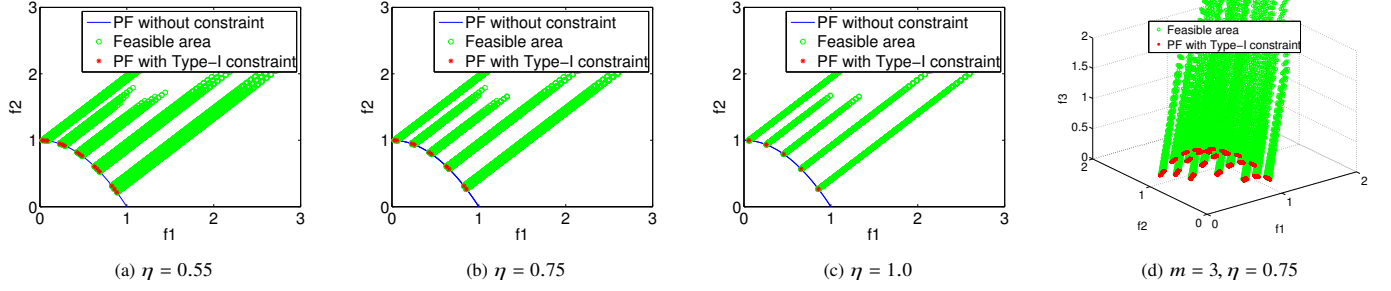 PF without constraint
Feasible area
PF with Type-I constraint
f2
3
2
1
0
0
1
2
3
f1
(a) η = 0.55
PF without constraint
Feasible area
PF with Type-I constraint
f2
3
2
1
0
0
1
2
3
f1
(b) η = 0.75
PF without constraint
Feasible area
PF with Type-I constraint
f2
3
2
1
0
0
1
2
3
f1
(c) η = 1.0
Feasible area
PF with Type-I constraint
f3
2
1.5
1
0.5
0
2
1
0
f2
0
1
2
f1
(d) m = 3, η = 0.75